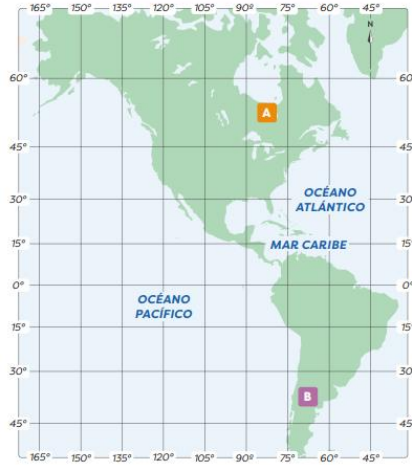 165° 150° 135° 120° 105° 90° 75° 60° 45°
N
60° 60°
A
45° 45°
30° 30°
OCÉANO
ATLÁNTICO
15° 15°
MAR CARIBE
0° 0°
OCÉANO
PACÍFICO
15° 15°
30° 30°
B
45° 45°
165° 150° 135° 120° 105° 90° 75° 60° 45°